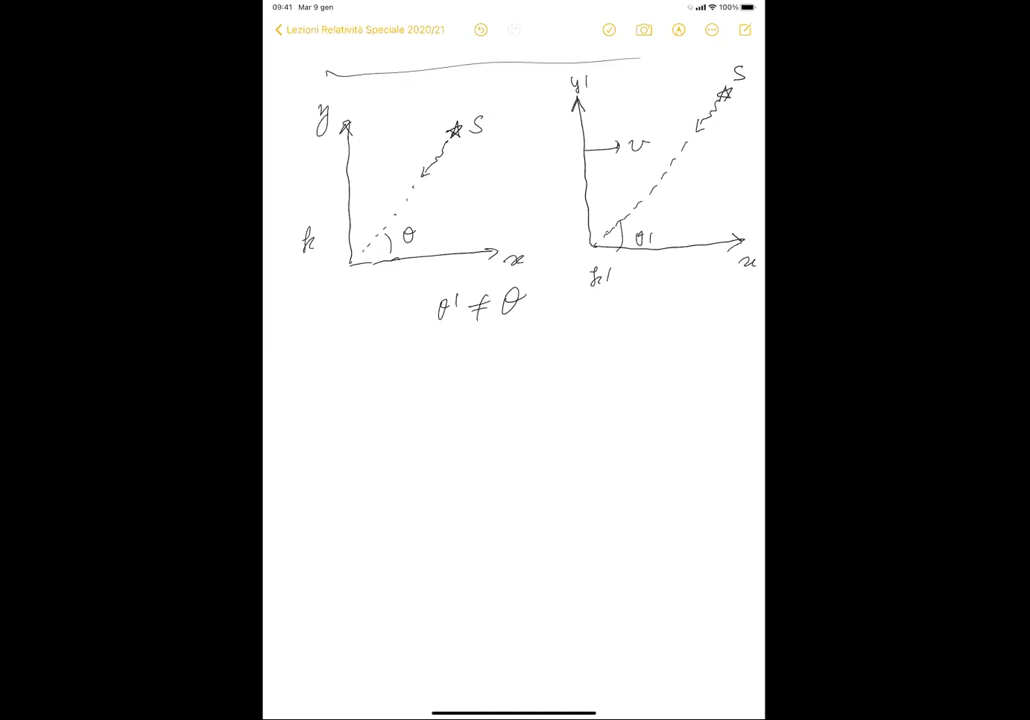 09:41 Mar 9 gen 100%
Lezioni Relatività Speciale 2020/21
y S
k θ x
y' S
v
θ' x
k'
θ' ≠ θ